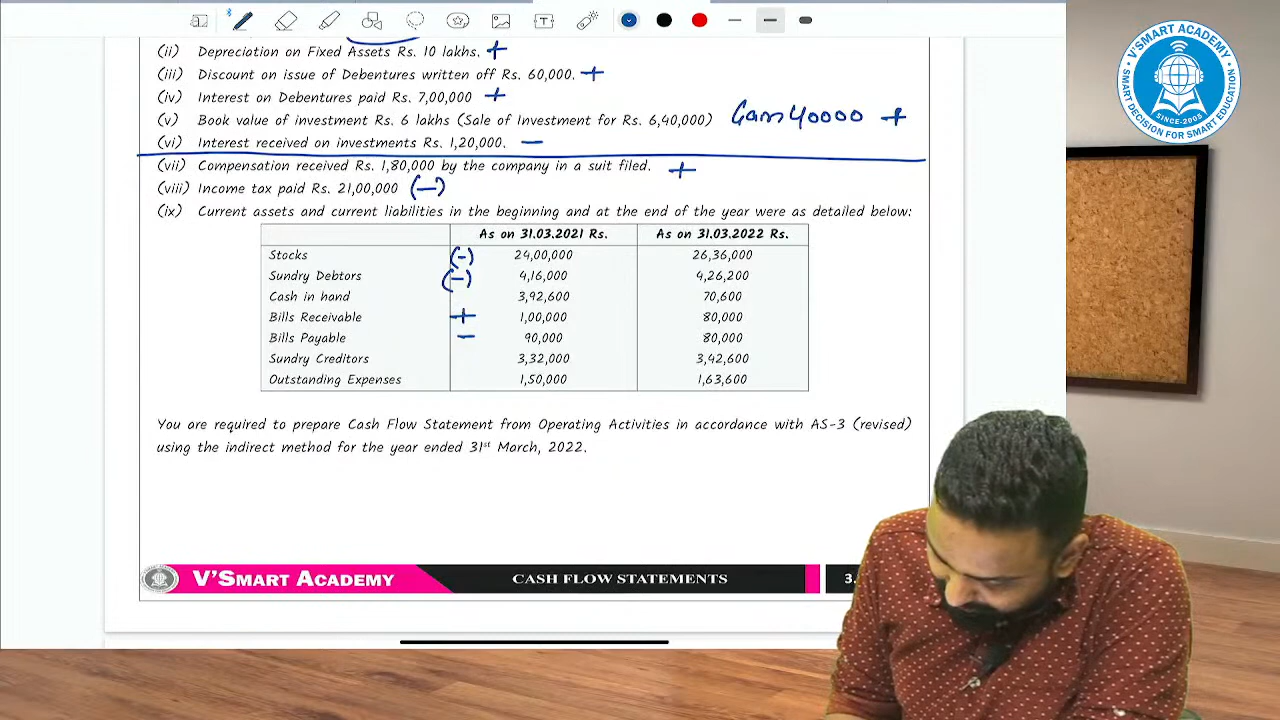 (ii) Depreciation on Fixed Assets Rs. 10 lakhs. +
(iii) Discount on issue of Debentures written off Rs. 60,000. +
(iv) Interest on Debentures paid Rs. 7,00,000 +
(v) Book value of investment Rs. 6 lakhs (Sale of Investment for Rs. 6,40,000) Gain 40000 +
(vi) Interest received on investments Rs. 1,20,000. −
(vii) Compensation received Rs. 1,80,000 by the company in a suit filed. +
(viii) Income tax paid Rs. 21,00,000 (−)
(ix) Current assets and current liabilities in the beginning and at the end of the year were as detailed below:
As on 31.03.2021 Rs. As on 31.03.2022 Rs.
Stocks (−) 24,00,000 26,36,000
Sundry Debtors (−) 4,16,000 4,26,200
Cash in hand 3,92,600 70,600
Bills Receivable + 1,00,000 80,000
Bills Payable − 90,000 80,000
Sundry Creditors 3,32,000 3,42,600
Outstanding Expenses 1,50,000 1,63,600
You are required to prepare Cash Flow Statement from Operating Activities in accordance with AS-3 (revised)
using the indirect method for the year ended 31st March, 2022.
V'SMART ACADEMY CASH FLOW STATEMENTS 3.
V'SMART ACADEMY
SINCE-2005
SMART DECISION FOR SMART EDUCATION